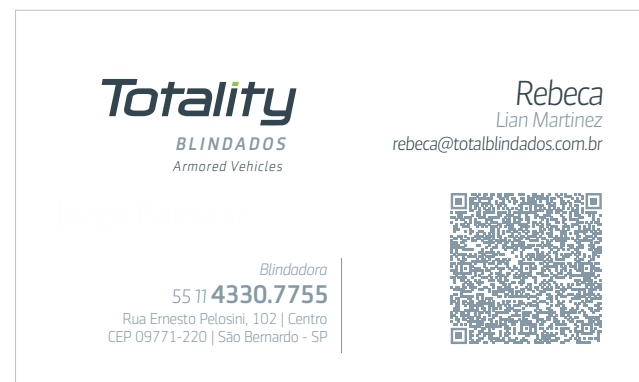 Totality
BLINDADOS
Armored Vehicles
Rebeca
Lian Martinez
rebeca@totalblindados.com.br
Blindadora
55 11 4330.7755
Rua Ernesto Pelosini, 102 | Centro
CEP 09771-220 | São Bernardo - SP